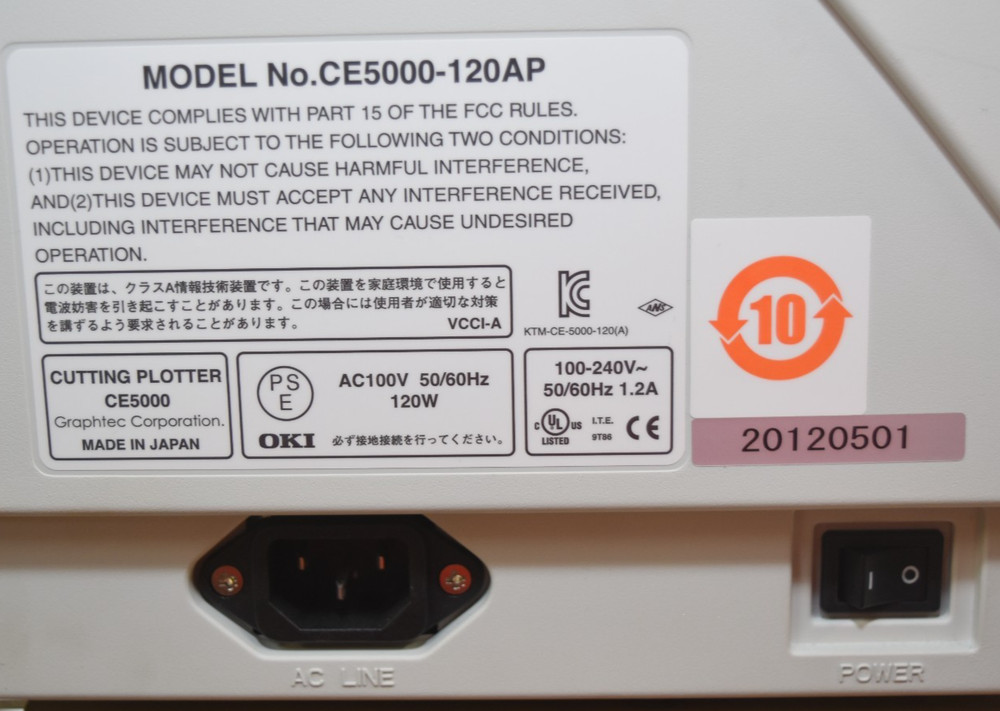 MODEL No.CE5000-120AP
THIS DEVICE COMPLIES WITH PART 15 OF THE FCC RULES.
OPERATION IS SUBJECT TO THE FOLLOWING TWO CONDITIONS:
(1)THIS DEVICE MAY NOT CAUSE HARMFUL INTERFERENCE,
AND(2)THIS DEVICE MUST ACCEPT ANY INTERFERENCE RECEIVED,
INCLUDING INTERFERENCE THAT MAY CAUSE UNDESIRED
OPERATION.
この装置は、クラスA情報技術装置です。この装置を家庭環境で使用すると
電波妨害を引き起こすことがあります。この場合には使用者が適切な対策
を講ずるよう要求されることがあります。
VCCI-A
KC
KTM-CE-5000-120(A)
ANS
CUTTING PLOTTER
CE5000
Graphtec Corporation.
MADE IN JAPAN
PS
E
AC100V 50/60Hz
120W
OKI 必ず接地接続を行ってください。
100-240V~
50/60Hz 1.2A
C UL US
LISTED
I.T.E.
9T86
CE
10
20120501
AC LINE
POWER